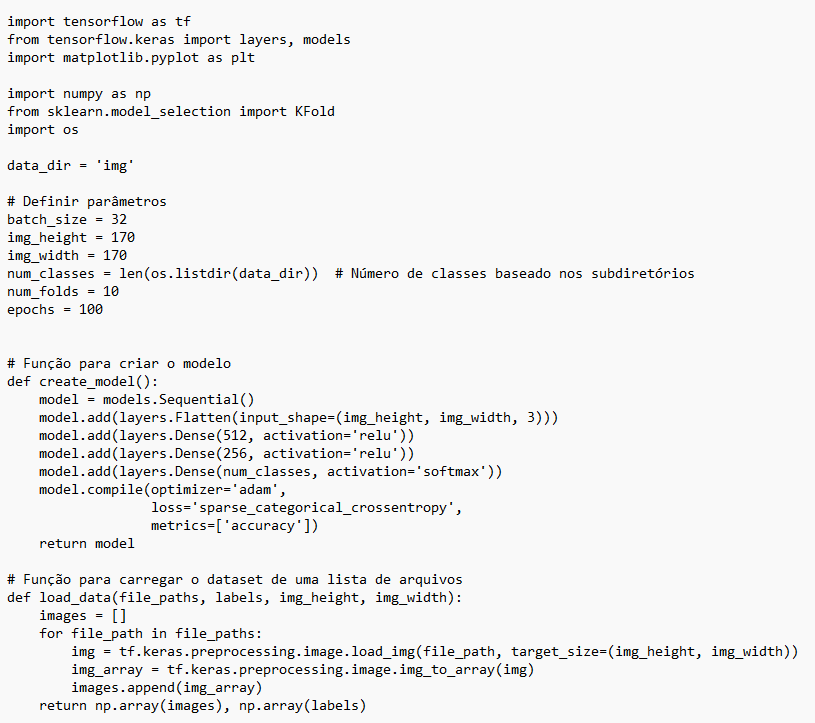 import tensorflow as tf
from tensorflow.keras import layers, models
import matplotlib.pyplot as plt

import numpy as np
from sklearn.model_selection import KFold
import os

data_dir = 'img'

# Definir parâmetros
batch_size = 32
img_height = 170
img_width = 170
num_classes = len(os.listdir(data_dir))  # Número de classes baseado nos subdiretórios
num_folds = 10
epochs = 100


# Função para criar o modelo
def create_model():
    model = models.Sequential()
    model.add(layers.Flatten(input_shape=(img_height, img_width, 3)))
    model.add(layers.Dense(512, activation='relu'))
    model.add(layers.Dense(256, activation='relu'))
    model.add(layers.Dense(num_classes, activation='softmax'))
    model.compile(optimizer='adam',
                  loss='sparse_categorical_crossentropy',
                  metrics=['accuracy'])
    return model

# Função para carregar o dataset de uma lista de arquivos
def load_data(file_paths, labels, img_height, img_width):
    images = []
    for file_path in file_paths:
        img = tf.keras.preprocessing.image.load_img(file_path, target_size=(img_height, img_width))
        img_array = tf.keras.preprocessing.image.img_to_array(img)
        images.append(img_array)
    return np.array(images), np.array(labels)